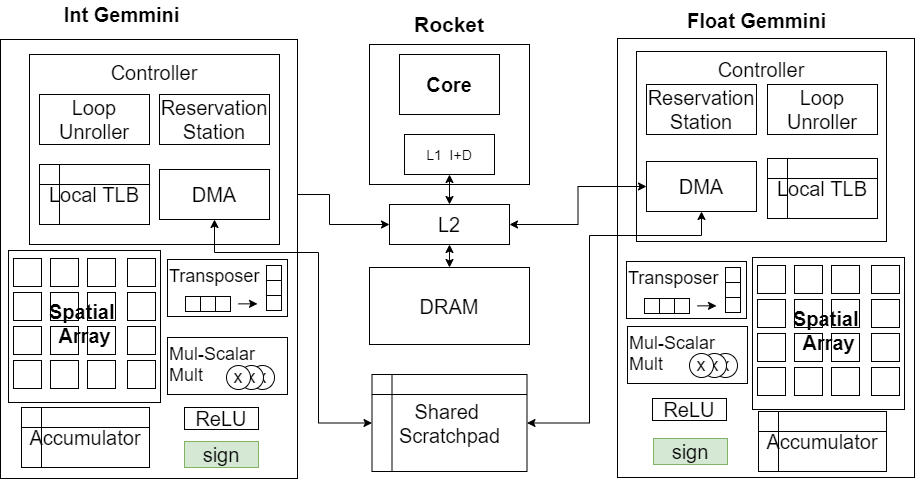 Int Gemmini
Controller
Loop
Unroller
Reservation
Station
Local TLB
DMA
Spatial
Array
Transposer
Mul-Scalar
Mult
x x x
ReLU
Accumulator
sign
Rocket
Core
L1 I+D
L2
DRAM
Shared
Scratchpad
Float Gemmini
Controller
Reservation
Station
Loop
Unroller
DMA
Local TLB
Transposer
Spatial
Array
Mul-Scalar
Mult
x x x
ReLU
sign
Accumulator